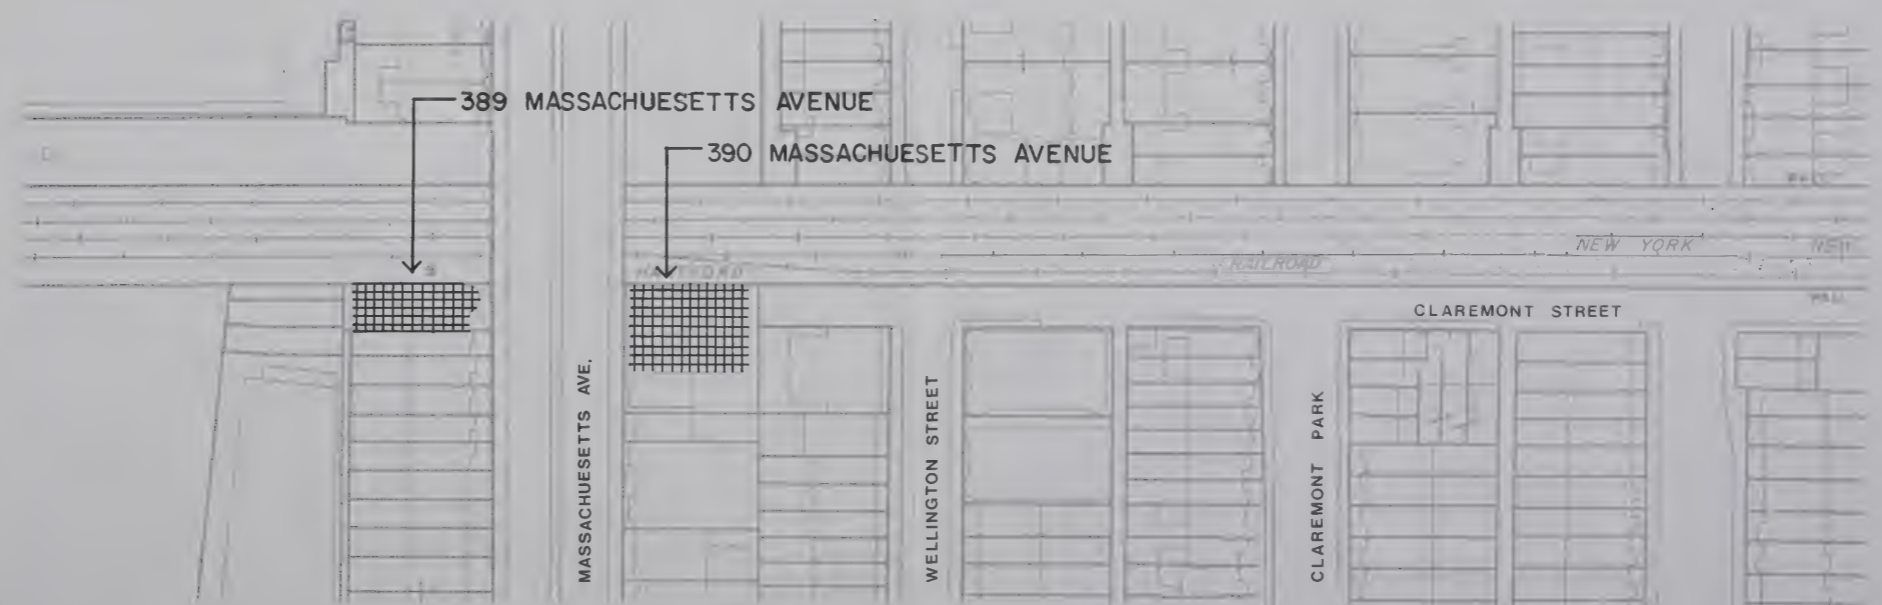 389 MASSACHUESETTS AVENUE
390 MASSACHUESETTS AVENUE
NEW YORK
RAILROAD
CLAREMONT STREET
MASSACHUESETTS AVE.
WELLINGTON STREET
CLAREMONT PARK